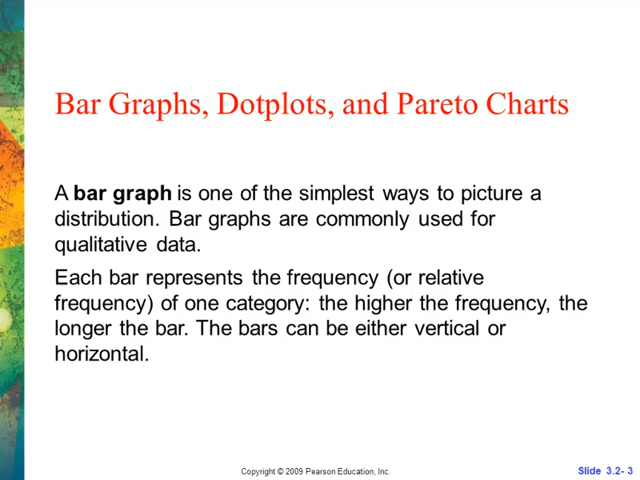 Bar Graphs, Dotplots, and Pareto Charts
A bar graph is one of the simplest ways to picture a
distribution. Bar graphs are commonly used for
qualitative data.
Each bar represents the frequency (or relative
frequency) of one category: the higher the frequency, the
longer the bar. The bars can be either vertical or
horizontal.
Copyright © 2009 Pearson Education, Inc.
Slide 3.2- 3